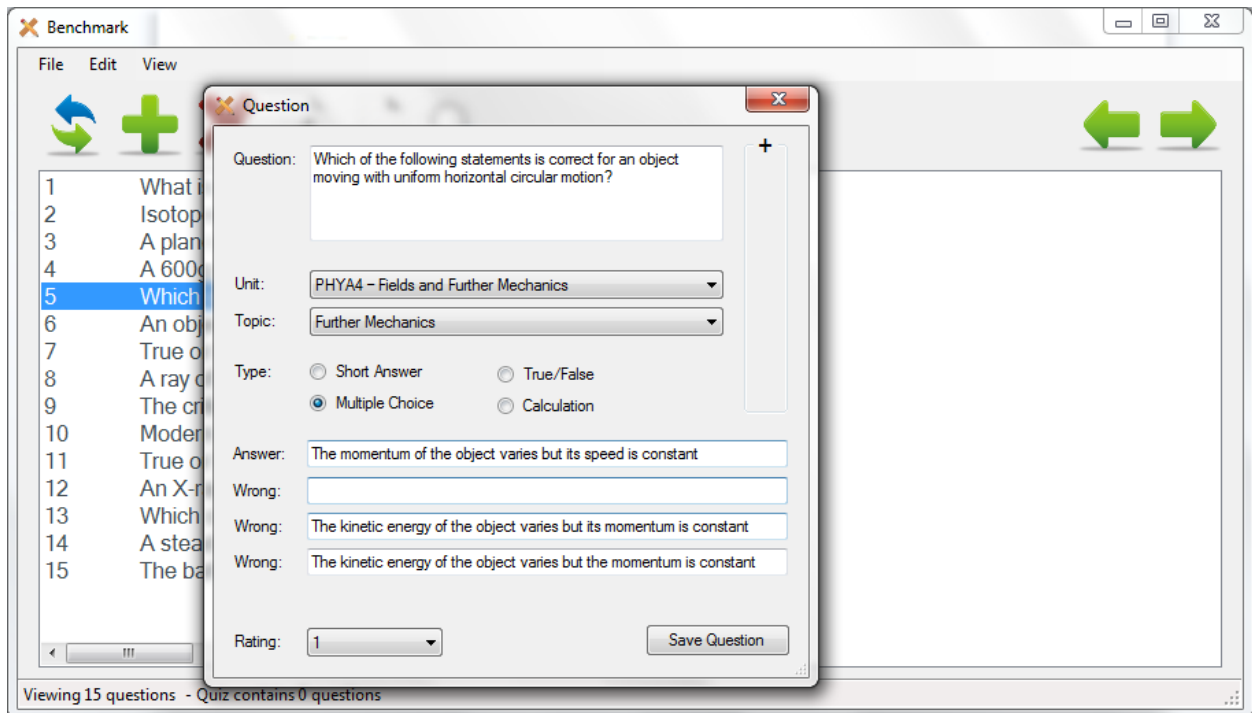 Benchmark
File Edit View
Question
Question: Which of the following statements is correct for an object
moving with uniform horizontal circular motion?
+
Unit: PHYA4 – Fields and Further Mechanics
Topic: Further Mechanics
Type: Short Answer True/False
Multiple Choice Calculation
Answer: The momentum of the object varies but its speed is constant
Wrong:
Wrong: The kinetic energy of the object varies but its momentum is constant
Wrong: The kinetic energy of the object varies but the momentum is constant
Rating: 1 Save Question
1 What i
2 Isotop
3 A plan
4 A 600g
5 Which
6 An obj
7 True o
8 A ray o
9 The cri
10 Moder
11 True o
12 An X-r
13 Which
14 A stea
15 The ba
Viewing 15 questions - Quiz contains 0 questions